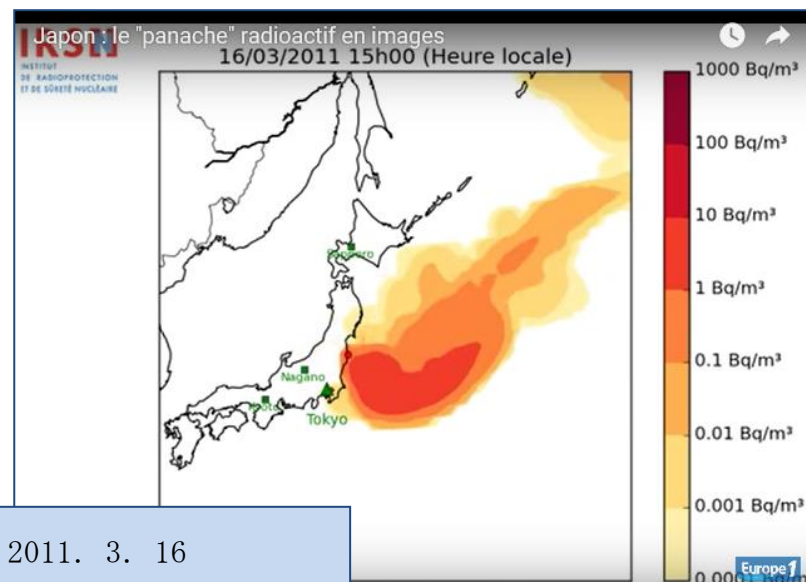 Japon : le "panache" radioactif en images
IRSN
INSTITUT
DE RADIOPROTECTION
ET DE SÛRETÉ NUCLÉAIRE
16/03/2011 15h00 (Heure locale)
1000 Bq/m³
100 Bq/m³
10 Bq/m³
1 Bq/m³
0.1 Bq/m³
0.01 Bq/m³
0.001 Bq/m³
Sapporo
Nagano
Kyoto
Tokyo
2011. 3. 16
Europe1